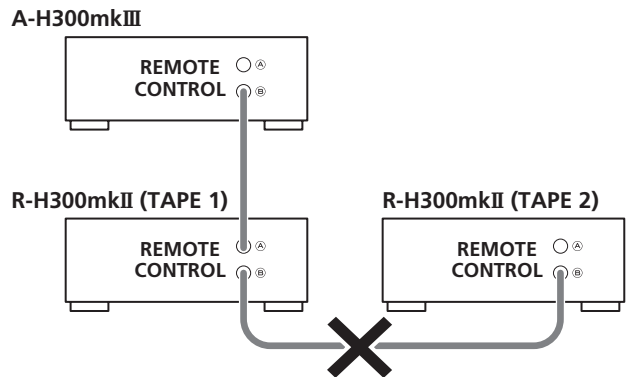 A-H300mkⅢ
REMOTE Ⓐ
CONTROL Ⓑ
R-H300mkⅡ (TAPE 1)
REMOTE Ⓐ
CONTROL Ⓑ
R-H300mkⅡ (TAPE 2)
REMOTE Ⓐ
CONTROL Ⓑ